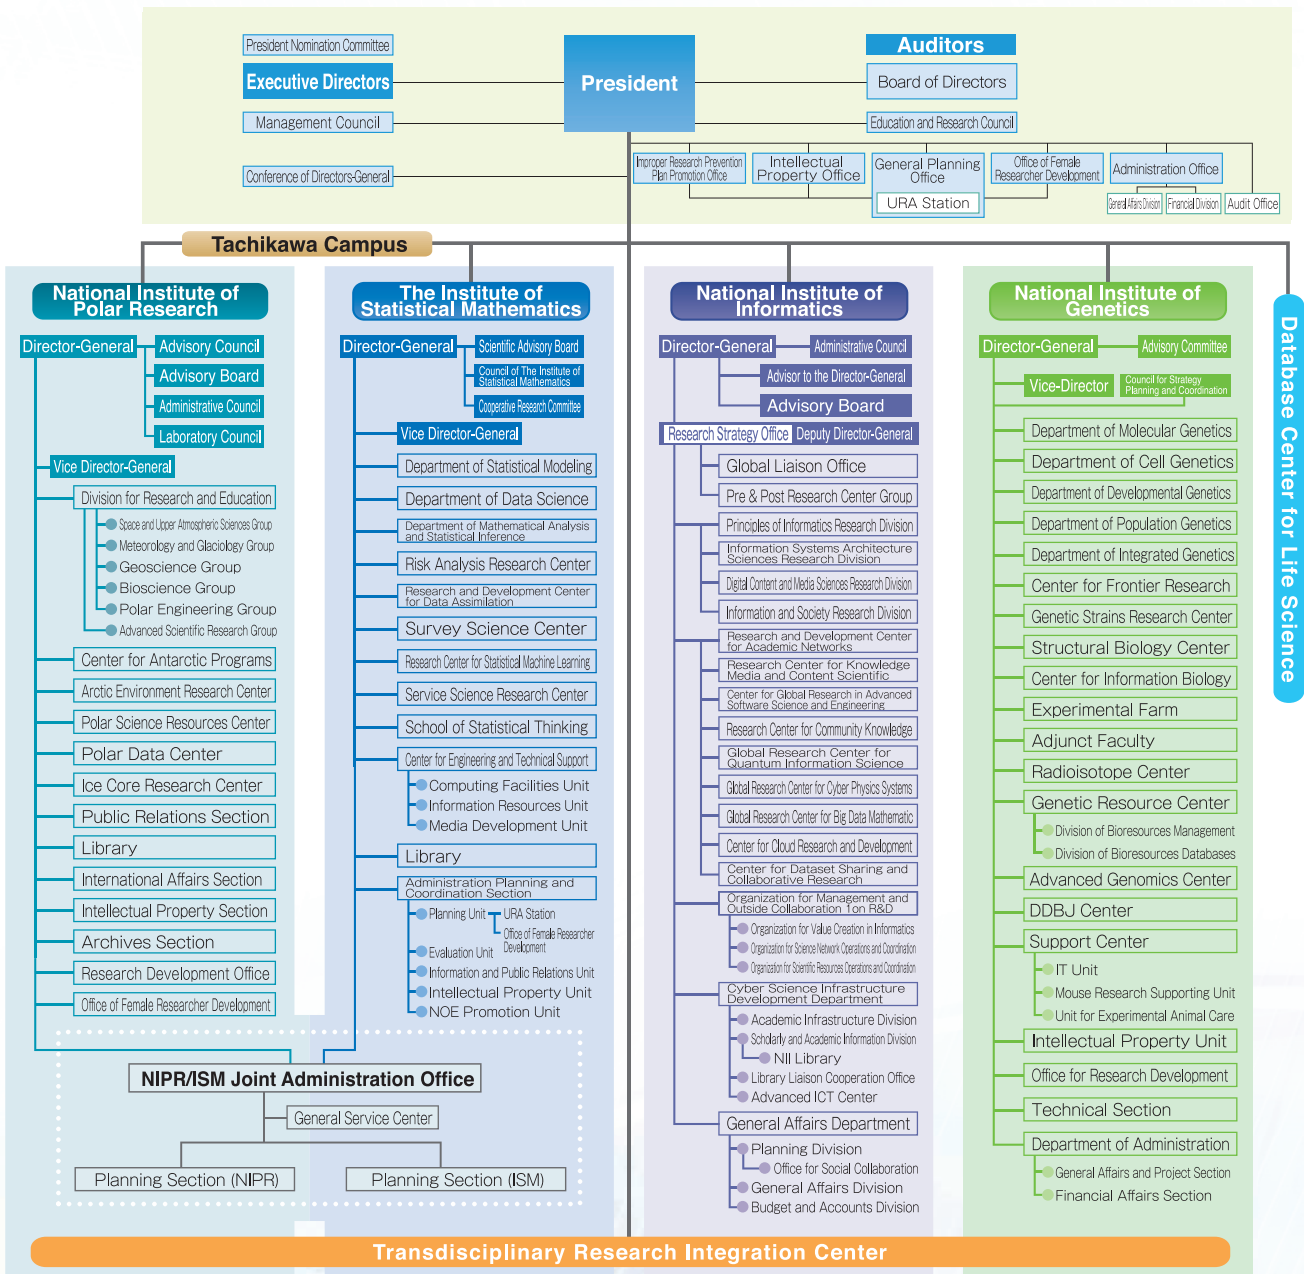 President Nomination Committee
Executive Directors
Management Council
Conference of Directors-General
President
Auditors
Board of Directors
Education and Research Council
Improper Research Prevention
Plan Promotion Office
Intellectual
Property Office
General Planning
Office
URA Station
Office of Female
Researcher Development
Administration Office
General Affairs Division
Financial Division
Audit Office
Tachikawa Campus
National Institute of
Polar Research
Director-General
Advisory Council
Advisory Board
Administrative Council
Laboratory Council
Vice Director-General
Division for Research and Education
Space and Upper Atmospheric Sciences Group
Meteorology and Glaciology Group
Geoscience Group
Bioscience Group
Polar Engineering Group
Advanced Scientific Research Group
Center for Antarctic Programs
Arctic Environment Research Center
Polar Science Resources Center
Polar Data Center
Ice Core Research Center
Public Relations Section
Library
International Affairs Section
Intellectual Property Section
Archives Section
Research Development Office
Office of Female Researcher Development
The Institute of
Statistical Mathematics
Director-General
Scientific Advisory Board
Council of The Institute of
Statistical Mathematics
Cooperative Research Committee
Vice Director-General
Department of Statistical Modeling
Department of Data Science
Department of Mathematical Analysis
and Statistical Inference
Risk Analysis Research Center
Research and Development Center
for Data Assimilation
Survey Science Center
Research Center for Statistical Machine Learning
Service Science Research Center
School of Statistical Thinking
Center for Engineering and Technical Support
Computing Facilities Unit
Information Resources Unit
Media Development Unit
Library
Administration Planning and
Coordination Section
Planning Unit
URA Station
Office of Female Researcher
Development
Evaluation Unit
Information and Public Relations Unit
Intellectual Property Unit
NOE Promotion Unit
NIPR/ISM Joint Administration Office
General Service Center
Planning Section (NIPR)
Planning Section (ISM)
National Institute of
Informatics
Director-General
Administrative Council
Advisor to the Director-General
Advisory Board
Research Strategy Office
Deputy Director-General
Global Liaison Office
Pre & Post Research Center Group
Principles of Informatics Research Division
Information Systems Architecture
Sciences Research Division
Digital Content and Media Sciences Research Division
Information and Society Research Division
Research and Development Center
for Academic Networks
Research Center for Knowledge
Media and Content Scientific
Center for Global Research in Advanced
Software Science and Engineering
Research Center for Community Knowledge
Global Research Center for
Quantum Information Science
Global Research Center for Cyber Physics Systems
Global Research Center for Big Data Mathematic
Center for Cloud Research and Development
Center for Dataset Sharing and
Collaborative Research
Organization for Management and
Outside Collaboration 1on R&D
Organization for Value Creation in Informatics
Organization for Science Network Operations and Coordination
Organization for Scientific Resources Operations and Coordination
Cyber Science Infrastructure
Development Department
Academic Infrastructure Division
Scholarly and Academic Information Division
NII Library
Library Liaison Cooperation Office
Advanced ICT Center
General Affairs Department
Planning Division
Office for Social Collaboration
General Affairs Division
Budget and Accounts Division
National Institute of
Genetics
Director-General
Advisory Committee
Vice-Director
Council for Strategy
Planning and Coordination
Department of Molecular Genetics
Department of Cell Genetics
Department of Developmental Genetics
Department of Population Genetics
Department of Integrated Genetics
Center for Frontier Research
Genetic Strains Research Center
Structural Biology Center
Center for Information Biology
Experimental Farm
Adjunct Faculty
Radioisotope Center
Genetic Resource Center
Division of Bioresources Management
Division of Bioresources Databases
Advanced Genomics Center
DDBJ Center
Support Center
IT Unit
Mouse Research Supporting Unit
Unit for Experimental Animal Care
Intellectual Property Unit
Office for Research Development
Technical Section
Department of Administration
General Affairs and Project Section
Financial Affairs Section
Database Center for Life Science
Transdisciplinary Research Integration Center